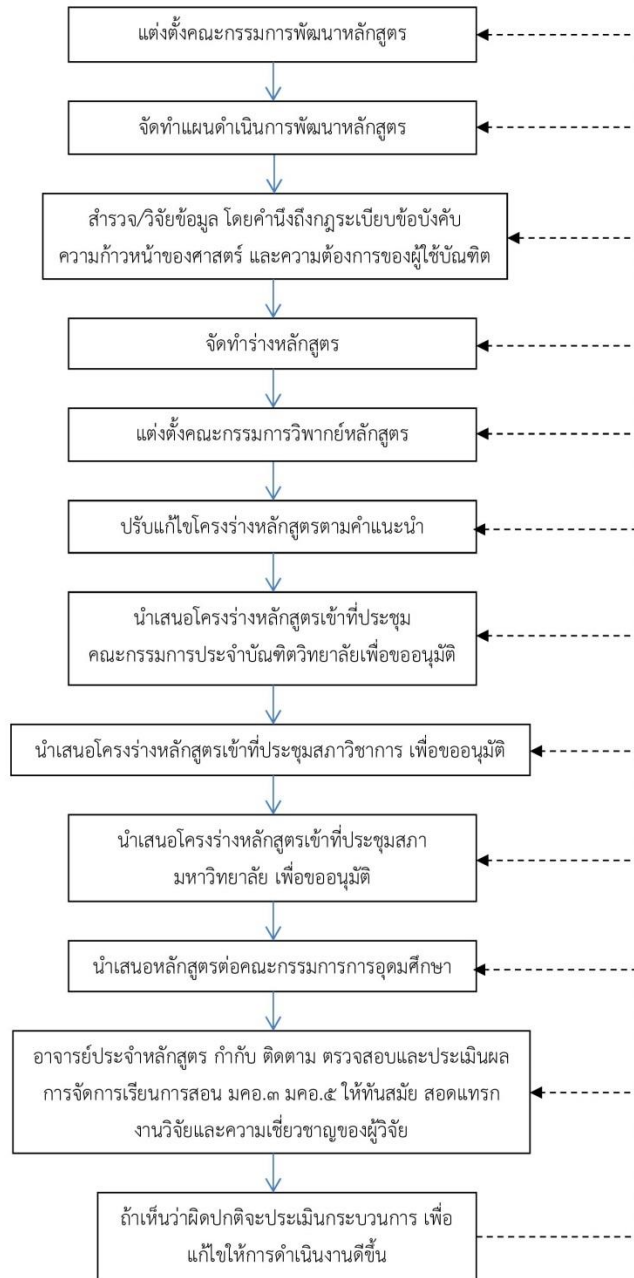 แต่งตั้งคณะกรรมการพัฒนาหลักสูตร
จัดทำแผนดำเนินการพัฒนาหลักสูตร
สำรวจ/วิจัยข้อมูล โดยคำนึงถึงกฎระเบียบข้อบังคับ
ความก้าวหน้าของศาสตร์ และความต้องการของผู้ใช้บัณฑิต
จัดทำร่างหลักสูตร
แต่งตั้งคณะกรรมการวิพากย์หลักสูตร
ปรับแก้ไขโครงร่างหลักสูตรตามคำแนะนำ
นำเสนอโครงร่างหลักสูตรเข้าที่ประชุม
คณะกรรมการประจำบัณฑิตวิทยาลัยเพื่อขออนุมัติ
นำเสนอโครงร่างหลักสูตรเข้าที่ประชุมสภาวิชาการ เพื่อขออนุมัติ
นำเสนอโครงร่างหลักสูตรเข้าที่ประชุมสภา
มหาวิทยาลัย เพื่อขออนุมัติ
นำเสนอหลักสูตรต่อคณะกรรมการการอุดมศึกษา
อาจารย์ประจำหลักสูตร กำกับ ติดตาม ตรวจสอบและประเมินผล
การจัดการเรียนการสอน มคอ.๓ มคอ.๕ ให้ทันสมัย สอดแทรก
งานวิจัยและความเชี่ยวชาญของผู้วิจัย
ถ้าเห็นว่าผิดปกติจะประเมินกระบวนการ เพื่อ
แก้ไขให้การดำเนินงานดีขึ้น